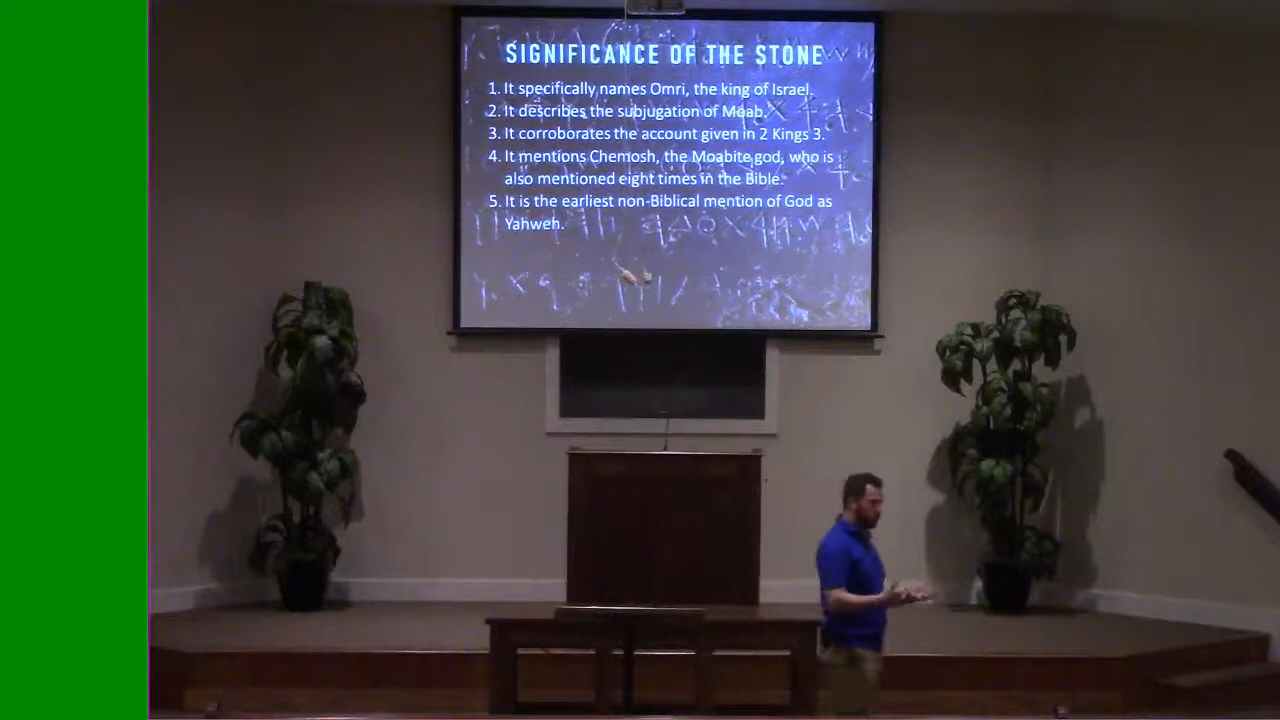 SIGNIFICANCE OF THE STONE
1. It specifically names Omri, the king of Israel.
2. It describes the subjugation of Moab.
3. It corroborates the account given in 2 Kings 3.
4. It mentions Chemosh, the Moabite god, who is
also mentioned eight times in the Bible.
5. It is the earliest non-Biblical mention of God as
Yahweh.